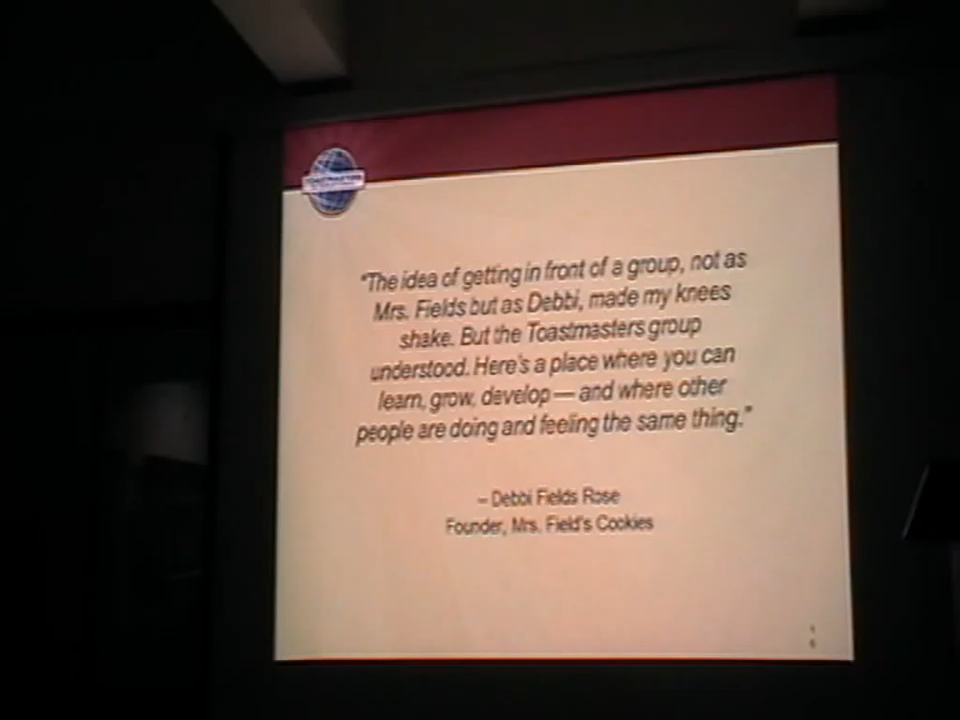 TOASTMASTERS
"The idea of getting in front of a group, not as
Mrs. Fields but as Debbi, made my knees
shake. But the Toastmasters group
understood. Here's a place where you can
learn, grow, develop — and where other
people are doing and feeling the same thing."
– Debbi Fields Rose
Founder, Mrs. Field's Cookies